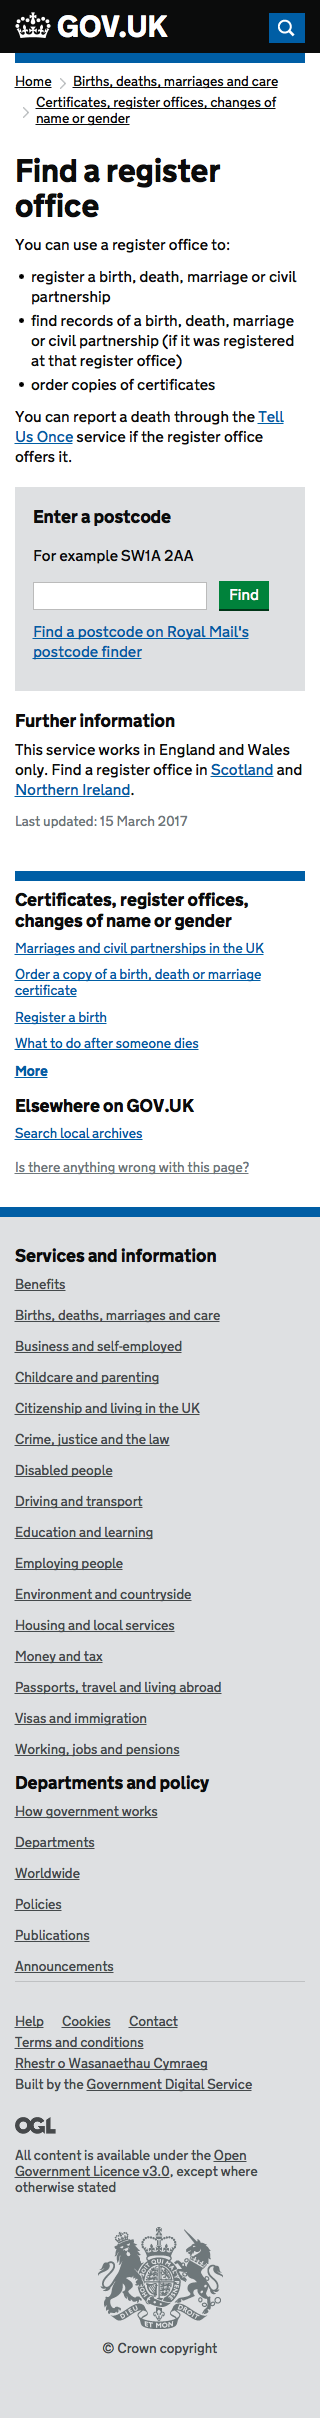 GOV.UK
Home Births, deaths, marriages and care
Certificates, register offices, changes of
name or gender
Find a register
office
You can use a register office to:
• register a birth, death, marriage or civil
partnership
• find records of a birth, death, marriage
or civil partnership (if it was registered
at that register office)
• order copies of certificates
You can report a death through the Tell
Us Once service if the register office
offers it.
Enter a postcode
For example SW1A 2AA
Find
Find a postcode on Royal Mail's
postcode finder
Further information
This service works in England and Wales
only. Find a register office in Scotland and
Northern Ireland.
Last updated: 15 March 2017
Certificates, register offices,
changes of name or gender
Marriages and civil partnerships in the UK
Order a copy of a birth, death or marriage
certificate
Register a birth
What to do after someone dies
More
Elsewhere on GOV.UK
Search local archives
Is there anything wrong with this page?
Services and information
Benefits
Births, deaths, marriages and care
Business and self-employed
Childcare and parenting
Citizenship and living in the UK
Crime, justice and the law
Disabled people
Driving and transport
Education and learning
Employing people
Environment and countryside
Housing and local services
Money and tax
Passports, travel and living abroad
Visas and immigration
Working, jobs and pensions
Departments and policy
How government works
Departments
Worldwide
Policies
Publications
Announcements
Help Cookies Contact
Terms and conditions
Rhestr o Wasanaethau Cymraeg
Built by the Government Digital Service
OGL
All content is available under the Open
Government Licence v3.0, except where
otherwise stated
DIEU ET MON DROIT
© Crown copyright